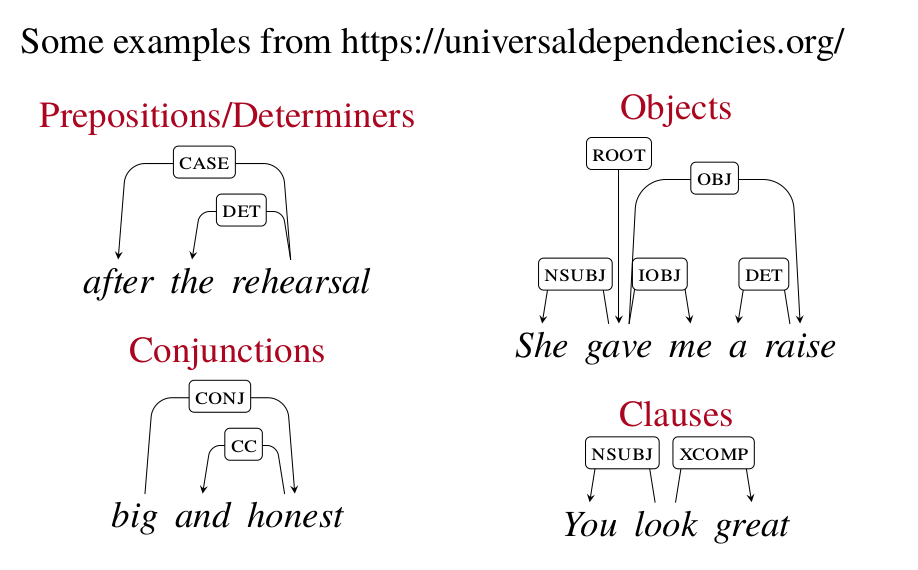 Some examples from https://universaldependencies.org/
Prepositions/Determiners
CASE
DET
after the rehearsal
Conjunctions
CONJ
CC
big and honest
Objects
ROOT
OBJ
NSUBJ IOBJ DET
She gave me a raise
Clauses
NSUBJ XCOMP
You look great